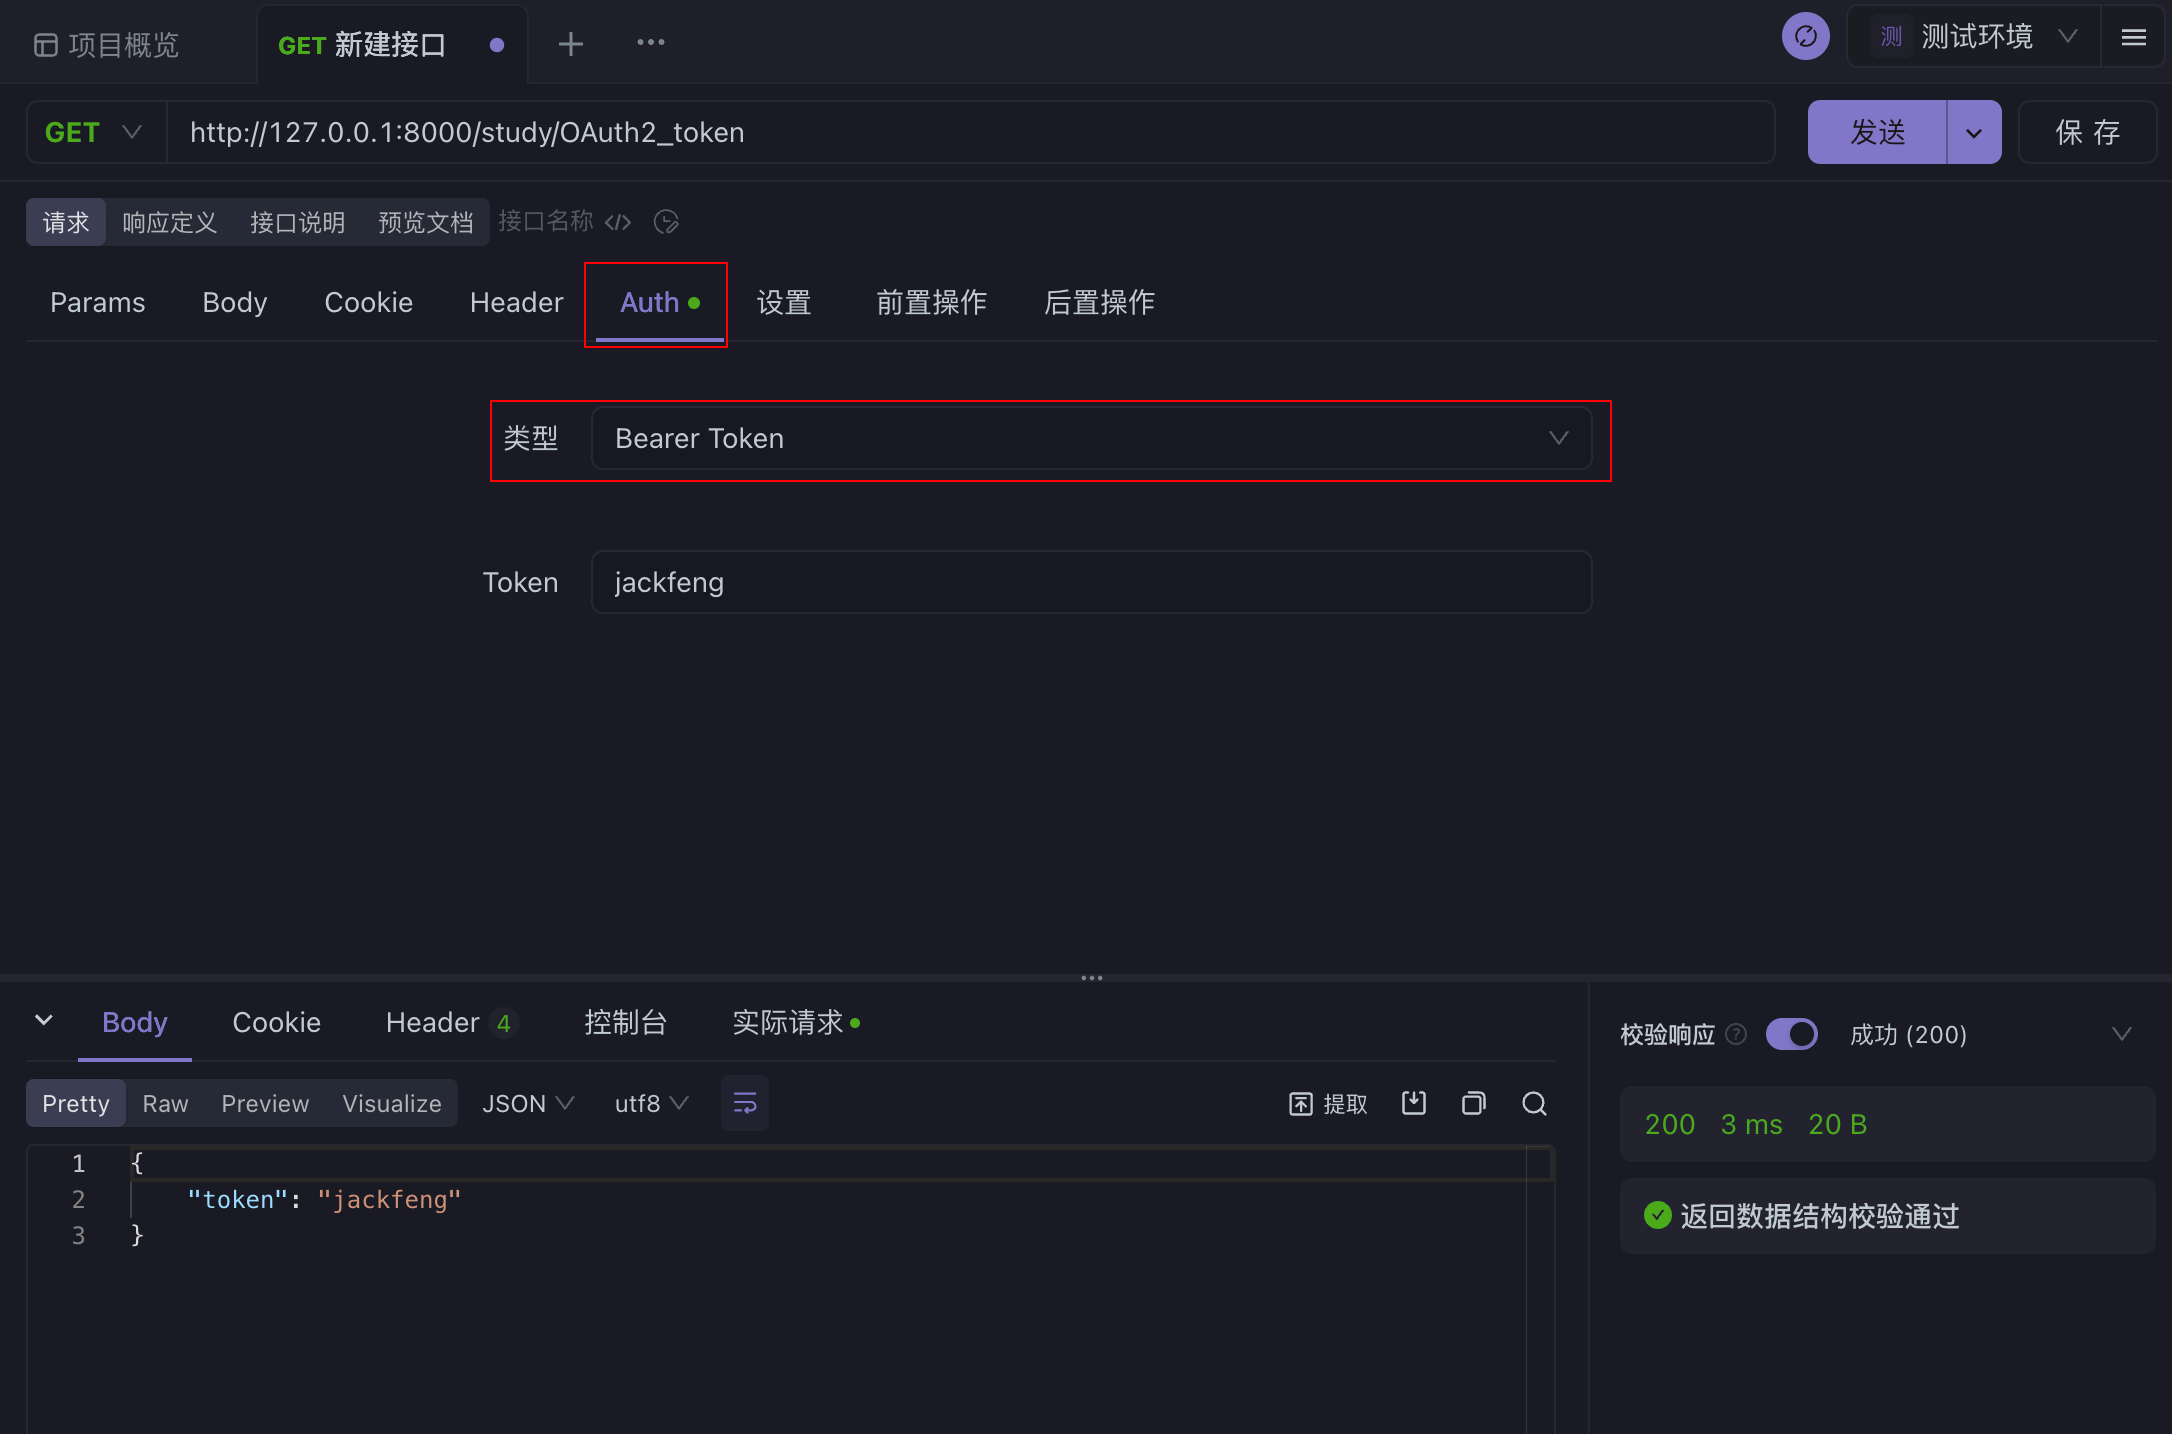 项目概览
GET 新建接口
测 测试环境
GET http://127.0.0.1:8000/study/OAuth2_token 发送 保 存
请求 响应定义 接口说明 预览文档 接口名称
Params Body Cookie Header Auth 设置 前置操作 后置操作
类型 Bearer Token
Token jackfeng
Body Cookie Header 4 控制台 实际请求
校验响应 成功 (200)
Pretty Raw Preview Visualize JSON utf8 提取
200 3 ms 20 B
1 {
2 "token": "jackfeng"
3 }
返回数据结构校验通过